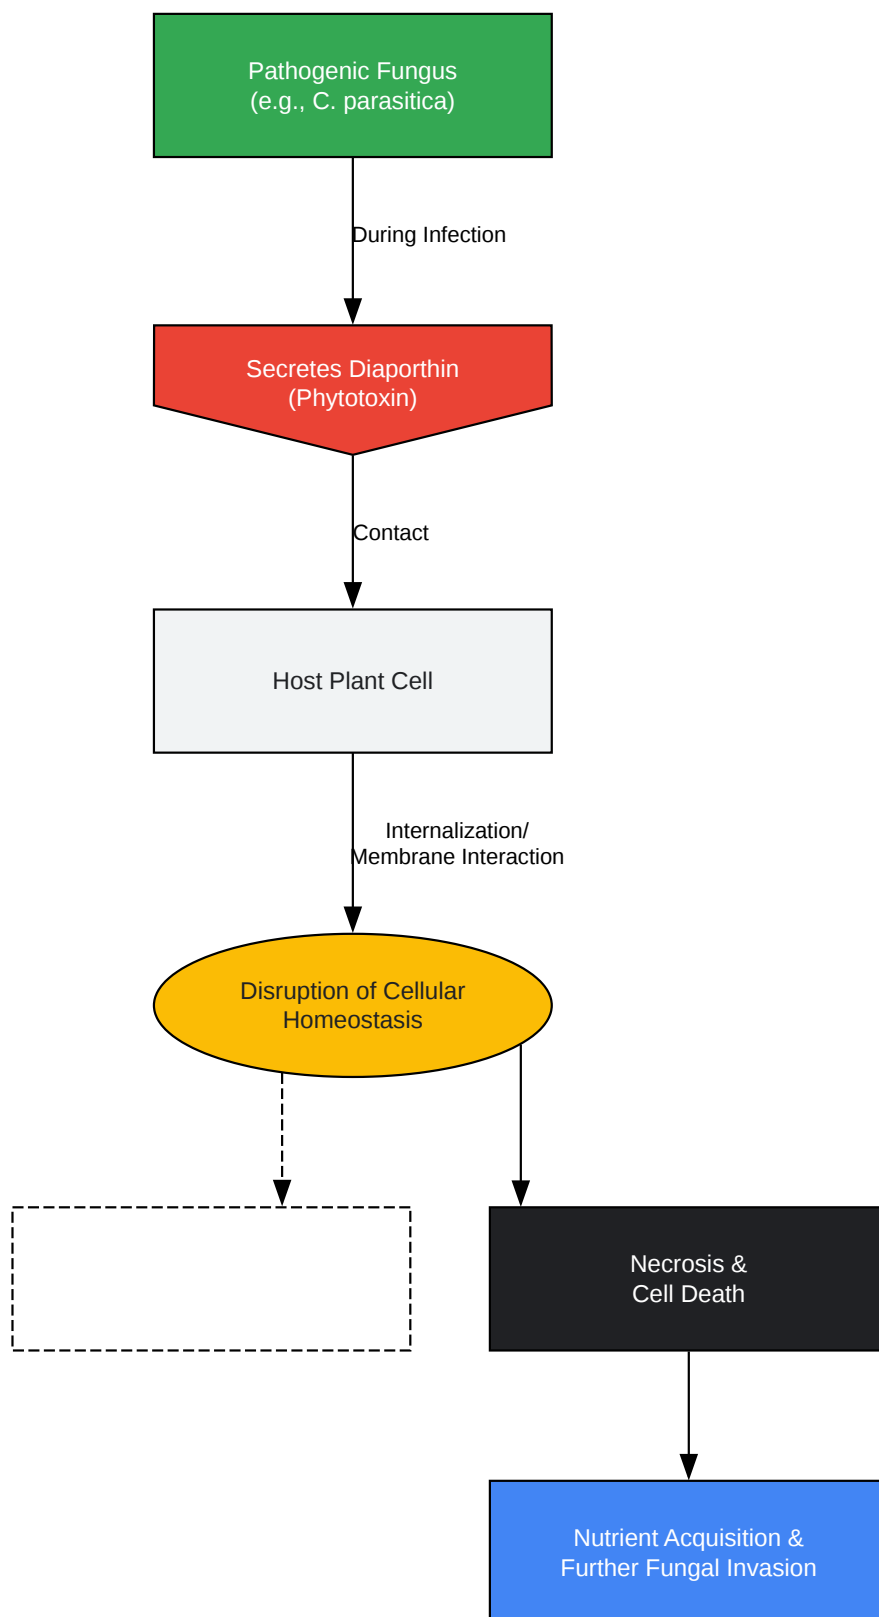 Pathogenic Fungus
(e.g., C. parasitica)
During Infection
Secretes Diaporthin
(Phytotoxin)
Contact
Host Plant Cell
Internalization/
Membrane Interaction
Disruption of Cellular
Homeostasis
Necrosis &
Cell Death
Nutrient Acquisition &
Further Fungal Invasion